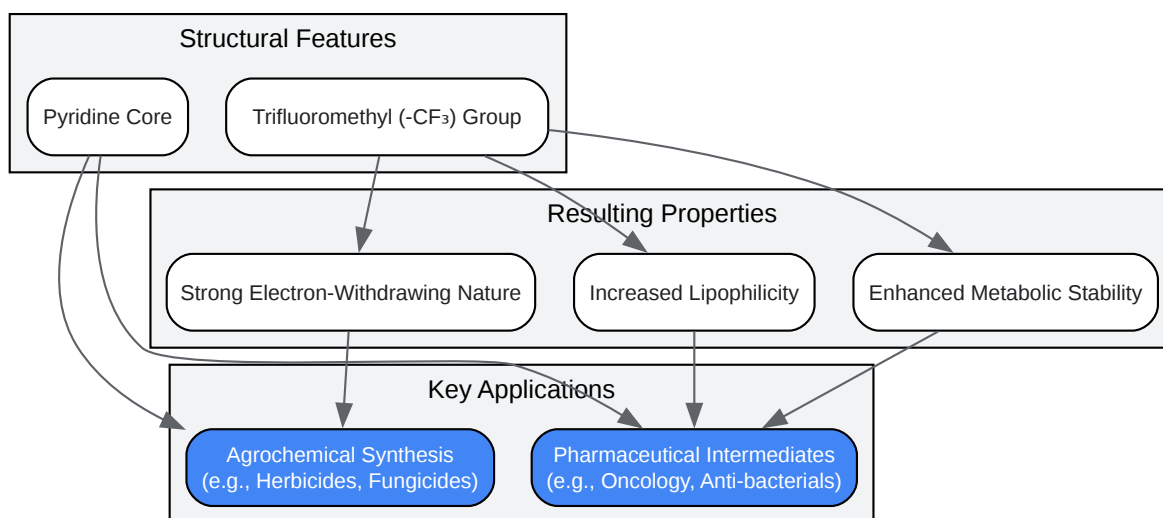 Structural Features
Pyridine Core
Trifluoromethyl (-CF₃) Group
Resulting Properties
Strong Electron-Withdrawing Nature
Increased Lipophilicity
Enhanced Metabolic Stability
Key Applications
Agrochemical Synthesis
(e.g., Herbicides, Fungicides)
Pharmaceutical Intermediates
(e.g., Oncology, Anti-bacterials)